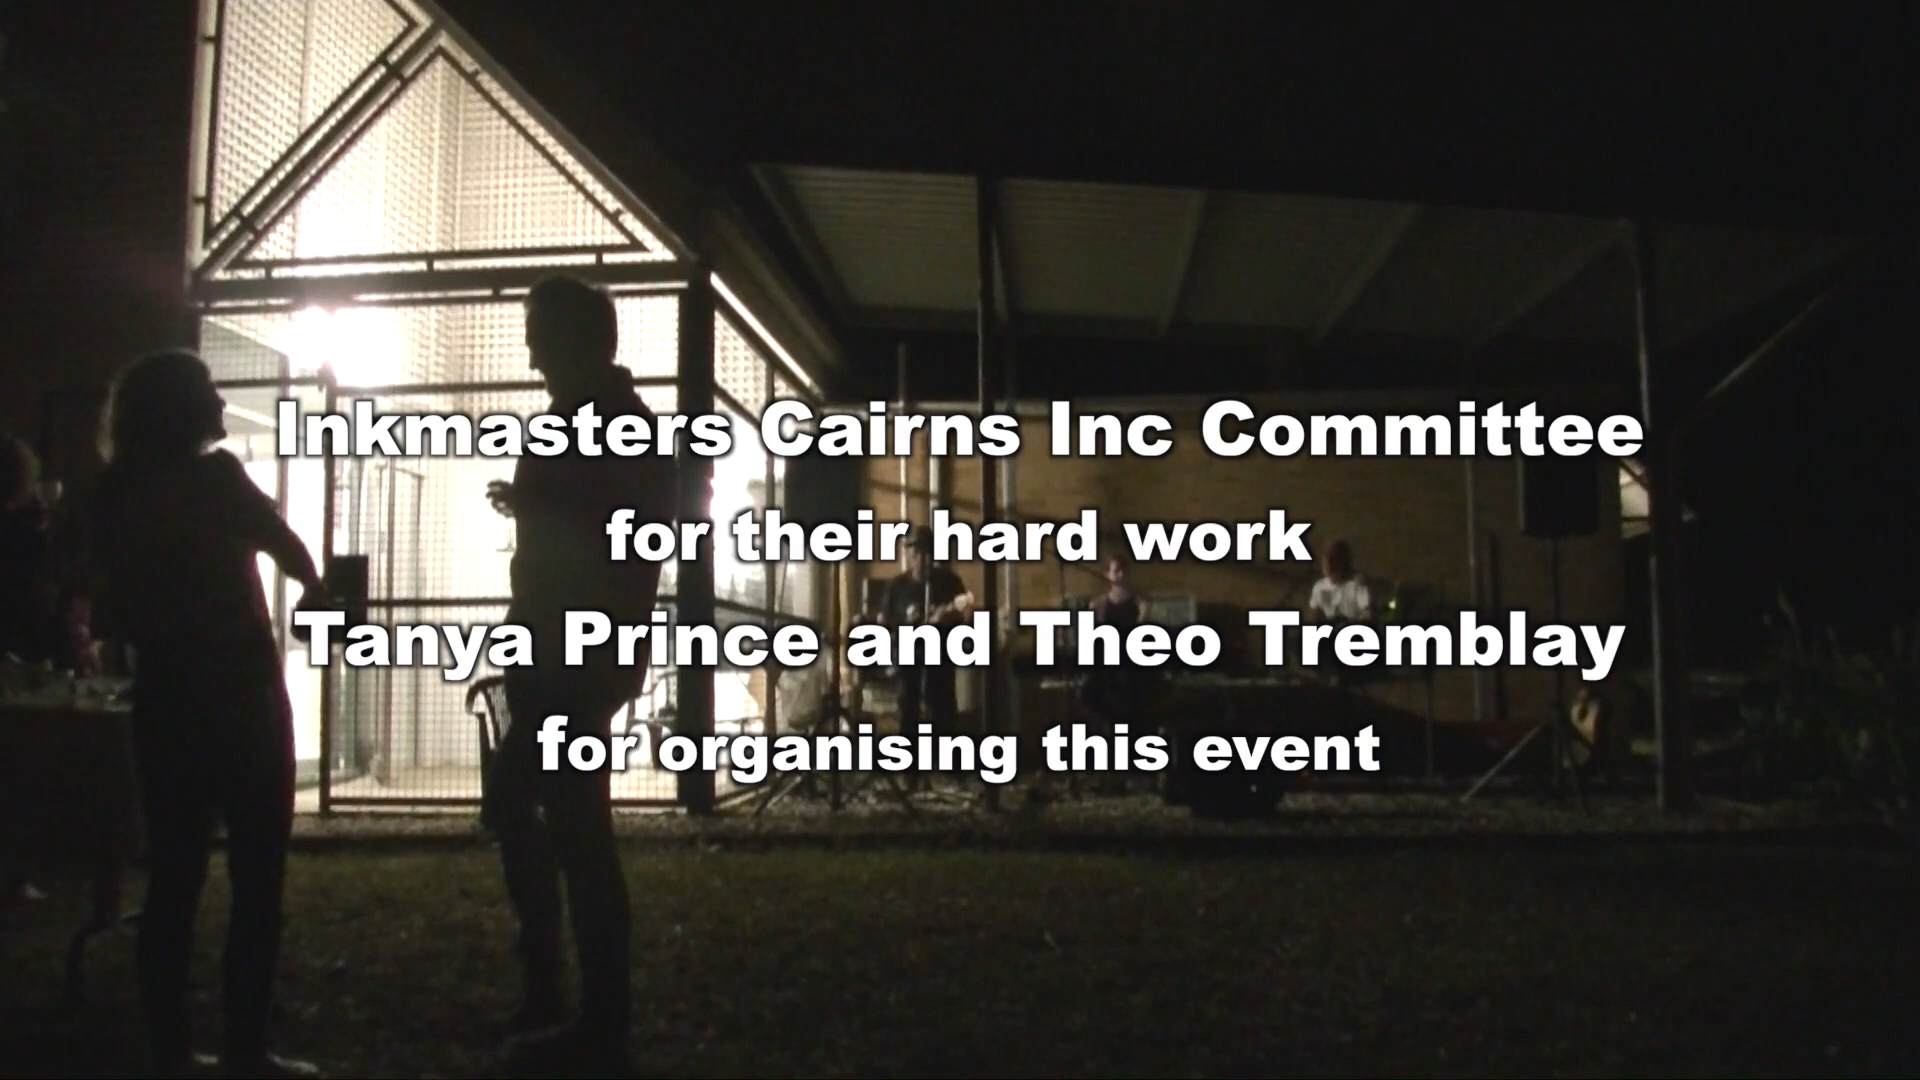 Inkmasters Cairns Inc Committee
for their hard work
Tanya Prince and Theo Tremblay
for organising this event